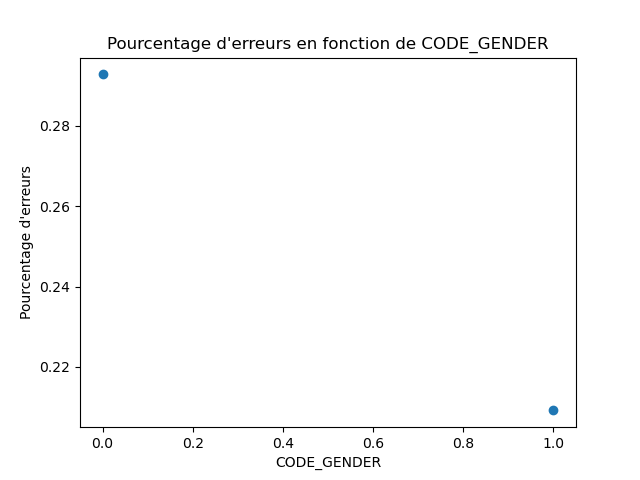 Pourcentage d'erreurs en fonction de CODE_GENDER
Pourcentage d'erreurs
0.28
0.26
0.24
0.22
0.0 0.2 0.4 0.6 0.8 1.0
CODE_GENDER